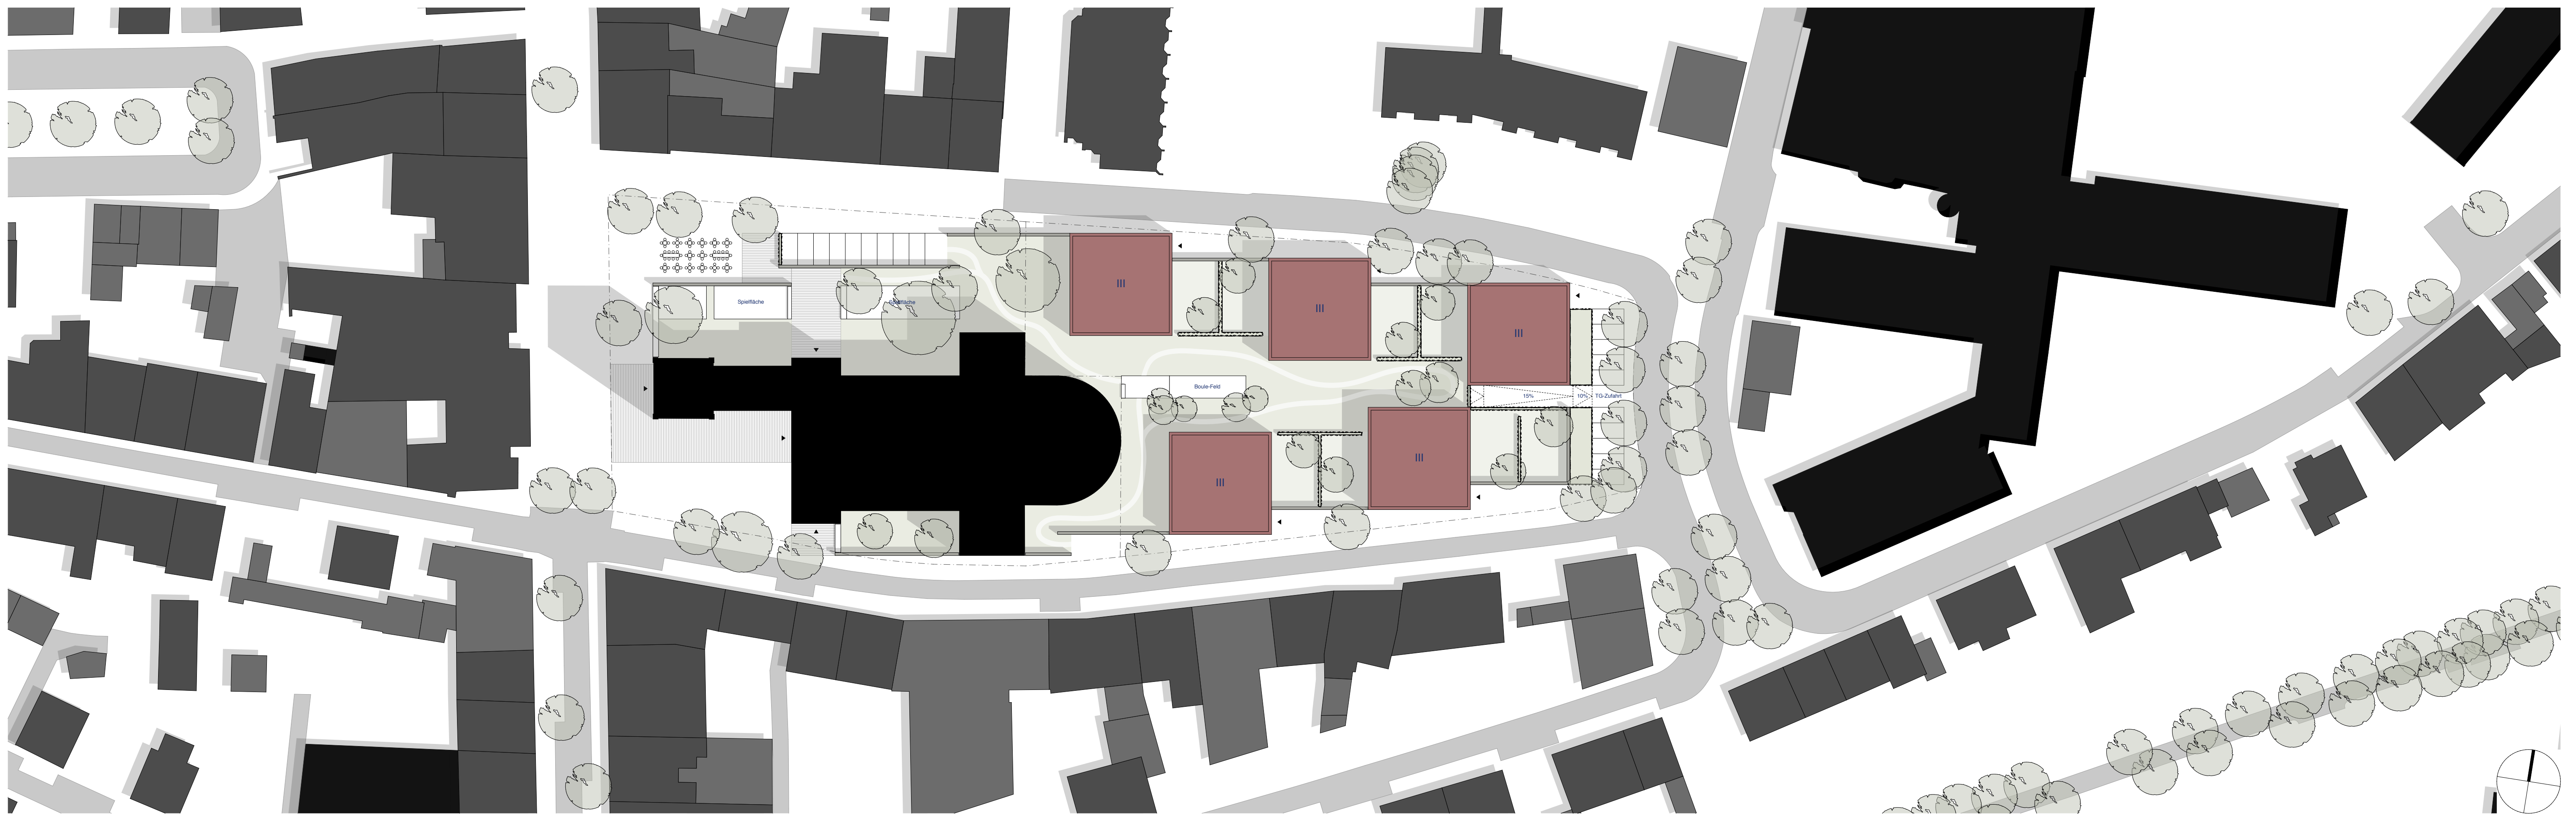 III
III
III
Spielfläche
Spielfläche
Boule-Feld
15%
10%
TG-Zufahrt
III
III